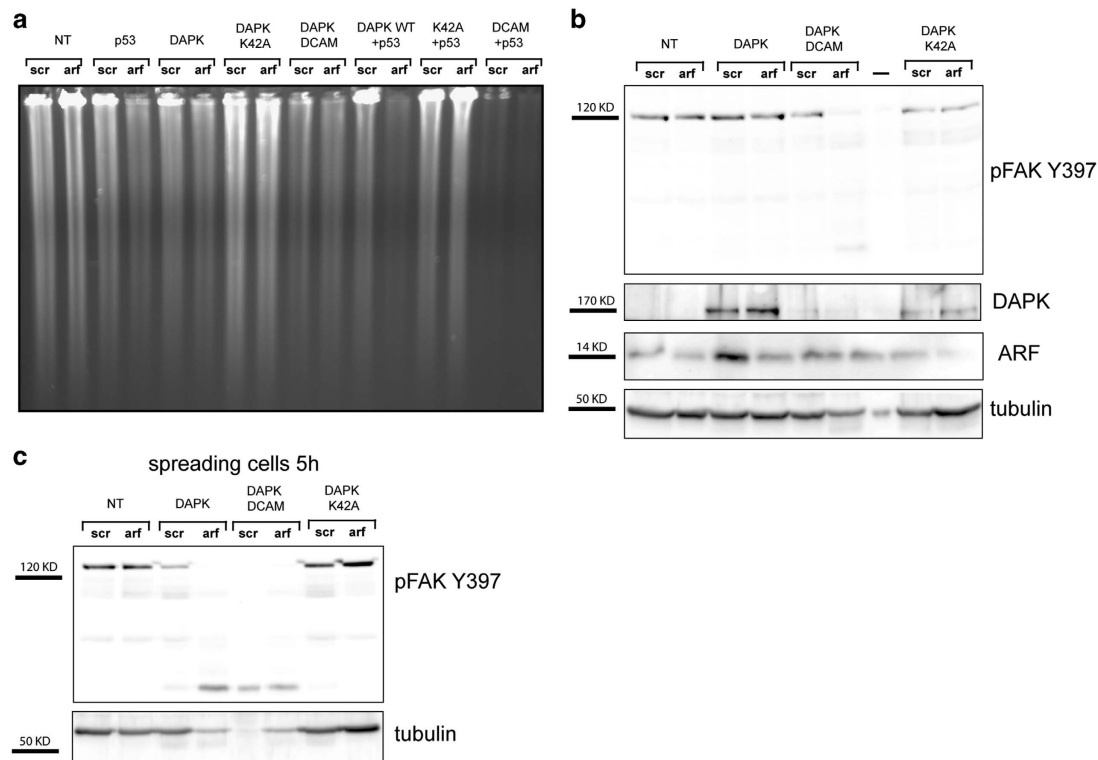 a
NT p53 DAPK DAPK K42A DAPK DCAM DAPK WT +p53 K42A +p53 DCAM +p53
scr arf scr arf scr arf scr arf scr arf scr arf scr arf scr arf
b
NT DAPK DAPK DCAM DAPK K42A
scr arf scr arf scr arf — scr arf
120 KD
pFAK Y397
170 KD
DAPK
14 KD
ARF
50 KD
tubulin
c
spreading cells 5h
NT DAPK DAPK DCAM DAPK K42A
scr arf scr arf scr arf scr arf
120 KD
pFAK Y397
50 KD
tubulin